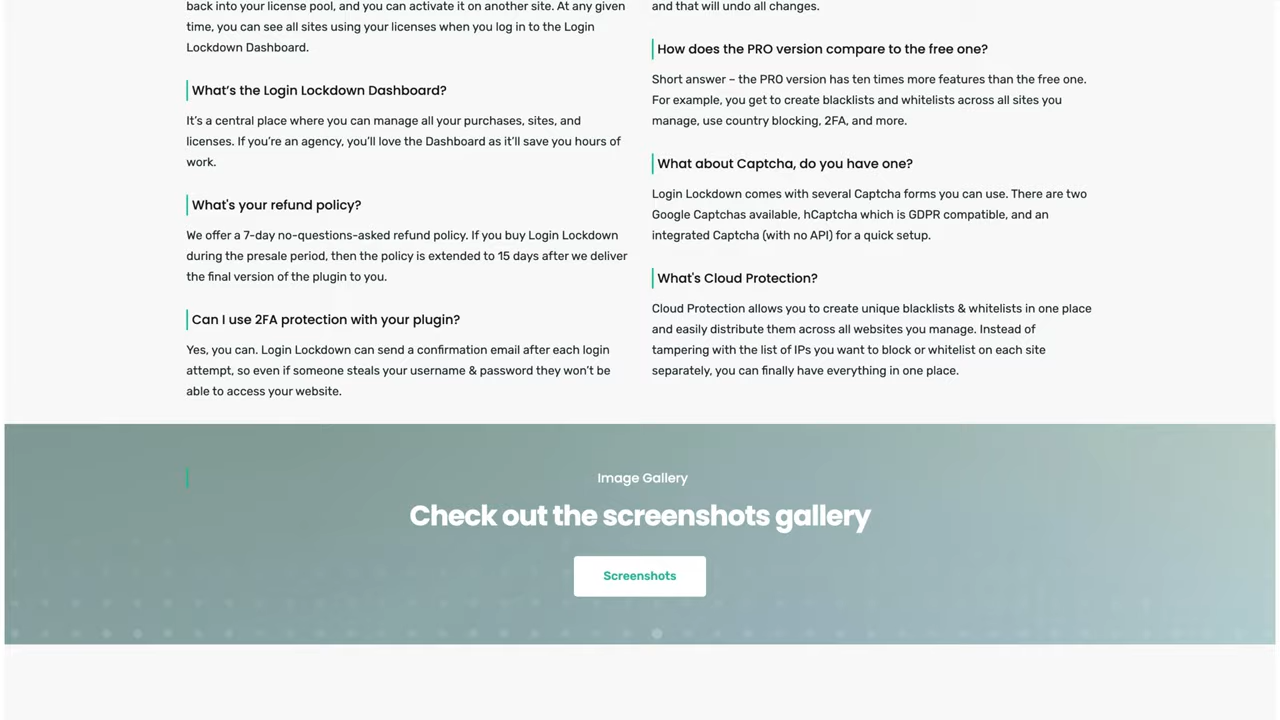 back into your license pool, and you can activate it on another site. At any given
time, you can see all sites using your licenses when you log in to the Login
Lockdown Dashboard.
What’s the Login Lockdown Dashboard?
It’s a central place where you can manage all your purchases, sites, and
licenses. If you’re an agency, you’ll love the Dashboard as it’ll save you hours of
work.
What's your refund policy?
We offer a 7-day no-questions-asked refund policy. If you buy Login Lockdown
during the presale period, then the policy is extended to 15 days after we deliver
the final version of the plugin to you.
Can I use 2FA protection with your plugin?
Yes, you can. Login Lockdown can send a confirmation email after each login
attempt, so even if someone steals your username & password they won’t be
able to access your website.
and that will undo all changes.
How does the PRO version compare to the free one?
Short answer – the PRO version has ten times more features than the free one.
For example, you get to create blacklists and whitelists across all sites you
manage, use country blocking, 2FA, and more.
What about Captcha, do you have one?
Login Lockdown comes with several Captcha forms you can use. There are two
Google Captchas available, hCaptcha which is GDPR compatible, and an
integrated Captcha (with no API) for a quick setup.
What's Cloud Protection?
Cloud Protection allows you to create unique blacklists & whitelists in one place
and easily distribute them across all websites you manage. Instead of
tampering with the list of IPs you want to block or whitelist on each site
separately, you can finally have everything in one place.
Image Gallery
Check out the screenshots gallery
Screenshots